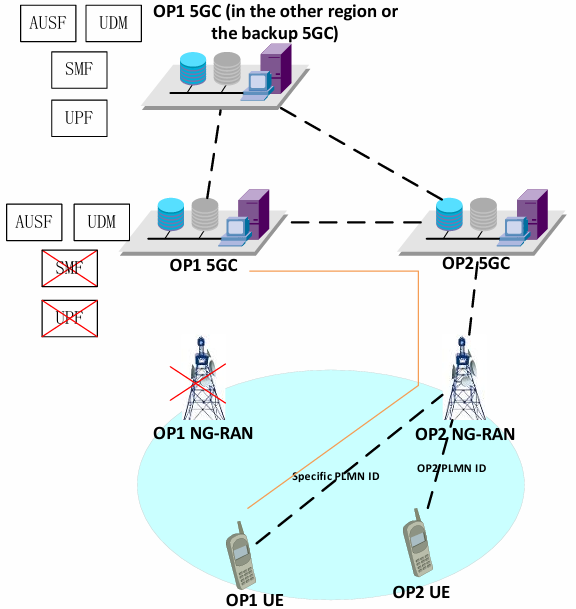 OP1 5GC (in the other region or
the backup 5GC)
AUSF
UDM
SMF
UPF
AUSF
UDM
SMF
UPF
OP1 5GC
OP2 5GC
OP1 NG-RAN
OP2 NG-RAN
Specific PLMN ID
OP2 PLMN ID
OP1 UE
OP2 UE